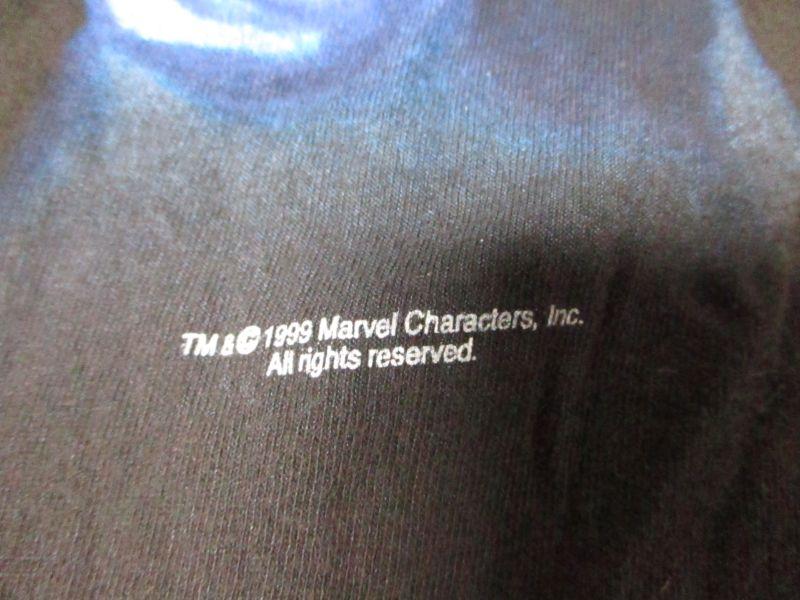 TM & © 1999 Marvel Characters, Inc.
All rights reserved.